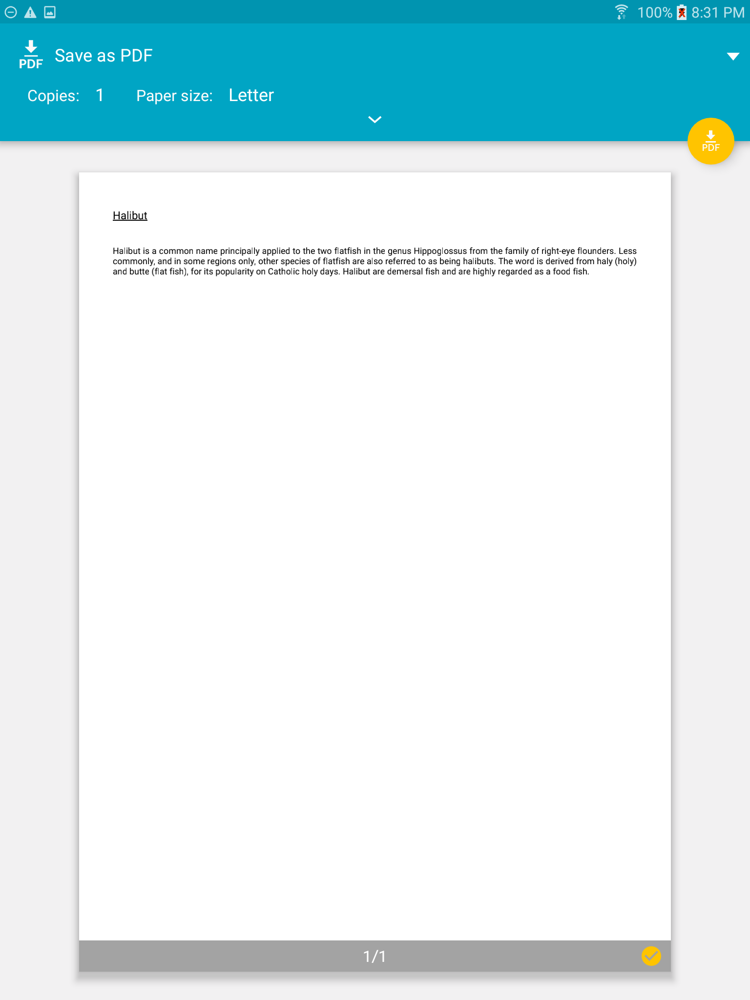 100% 8:31 PM
PDF Save as PDF
Copies: 1 Paper size: Letter
PDF
Halibut
Halibut is a common name principally applied to the two flatfish in the genus Hippoglossus from the family of right-eye flounders. Less
commonly, and in some regions only, other species of flatfish are also referred to as being halibuts. The word is derived from haly (holy)
and butte (flat fish), for its popularity on Catholic holy days. Halibut are demersal fish and are highly regarded as a food fish.
1/1